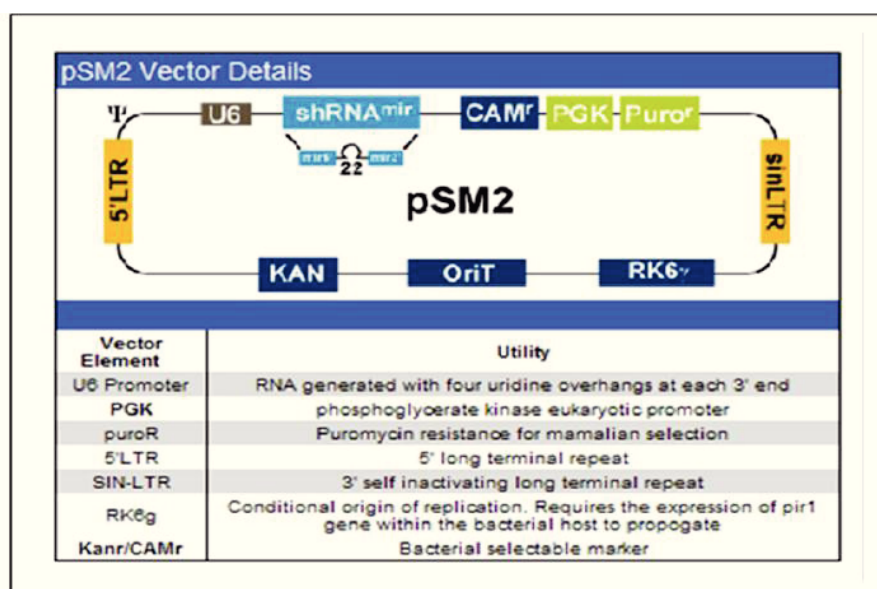 pSM2 Vector Details
Ψ U6 shRNAmir CAMr PGK Puror
22
5'LTR
pSM2
sinLTR
KAN OriT RK6γ
Vector Element Utility
U6 Promoter RNA generated with four uridine overhangs at each 3' end
PGK phosphoglycerate kinase eukaryotic promoter
puroR Puromycin resistance for mamalian selection
5'LTR 5' long terminal repeat
SIN-LTR 3' self inactivating long terminal repeat
RK6g Conditional origin of replication. Requires the expression of pir1
gene within the bacterial host to propogate
Kanr/CAMr Bacterial selectable marker